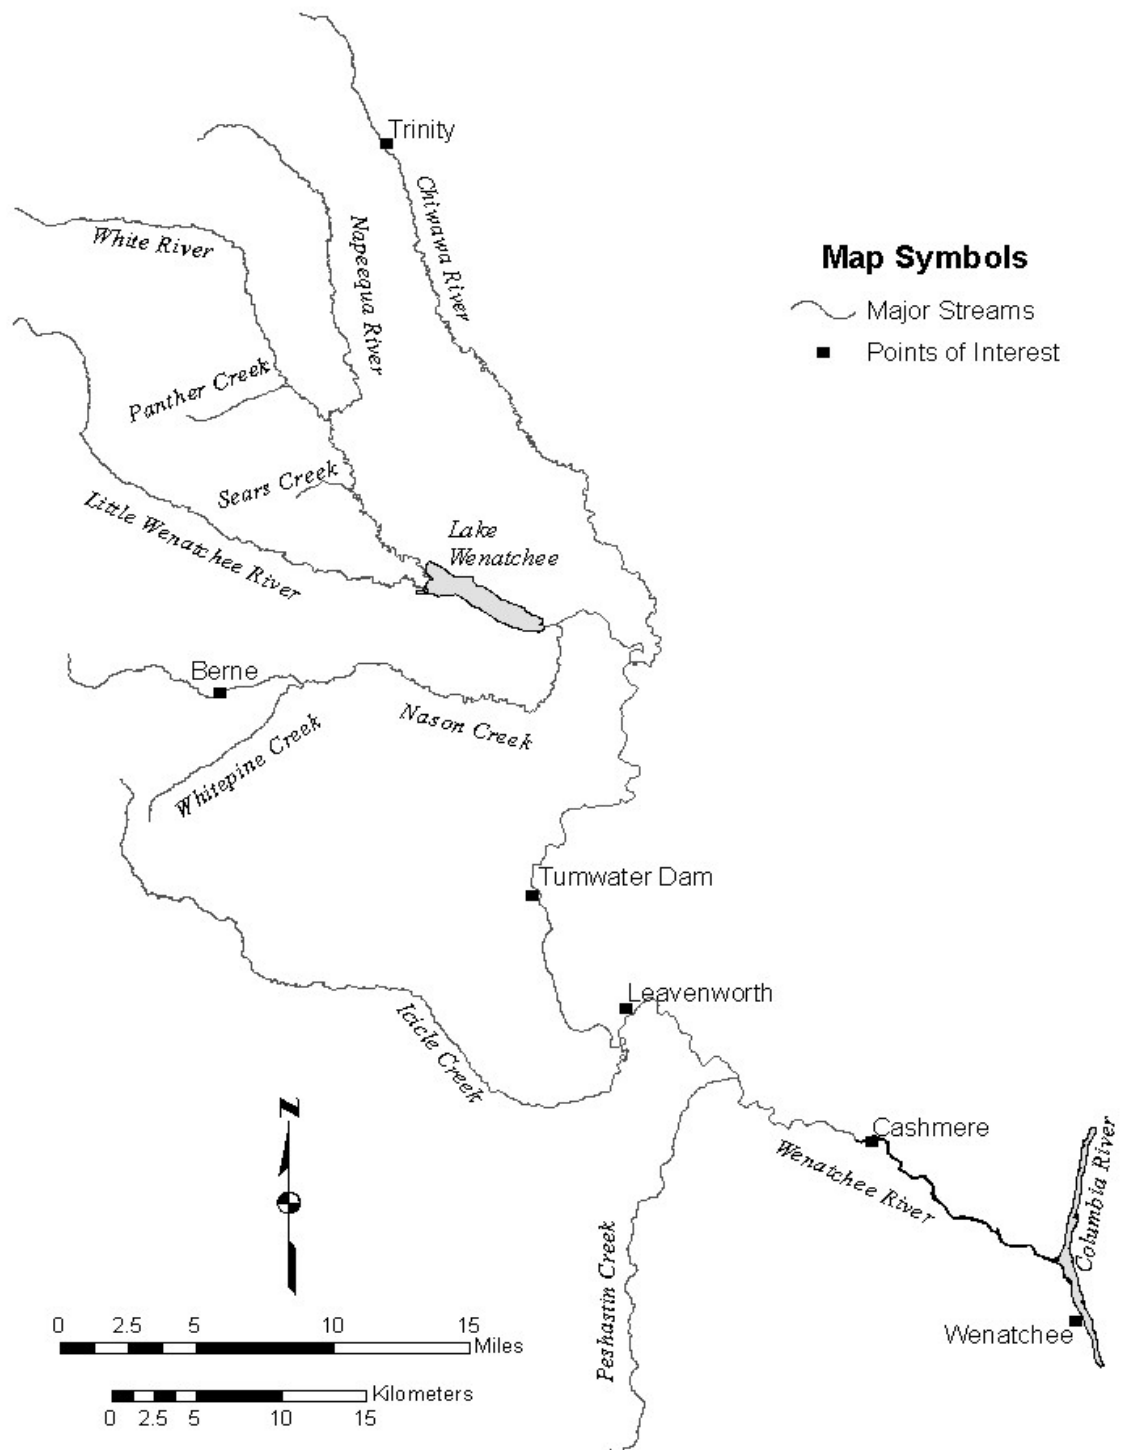 Trinity
Chiwawa River
Napeequa River
White River
Map Symbols
Major Streams
Points of Interest
Panther Creek
Sears Creek
Little Wenatchee River
Lake
Wenatchee
Berne
Nason Creek
Whitepine Creek
Tumwater Dam
Leavenworth
Icicle Creek
N
Cashmere
Wenatchee River
Columbia River
Peshastin Creek
Wenatchee
0 2.5 5 10 15
Miles
Kilometers
0 2.5 5 10 15